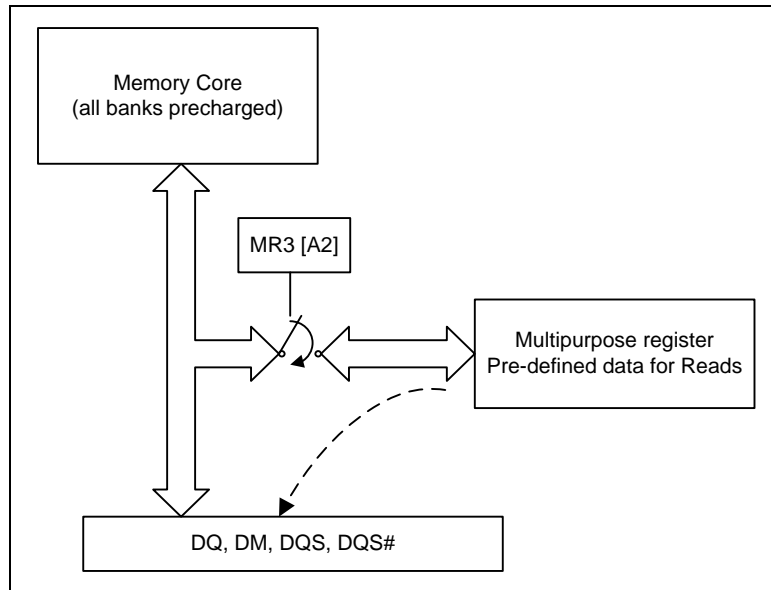 Memory Core
(all banks precharged)
MR3 [A2]
Multipurpose register
Pre-defined data for Reads
DQ, DM, DQS, DQS#